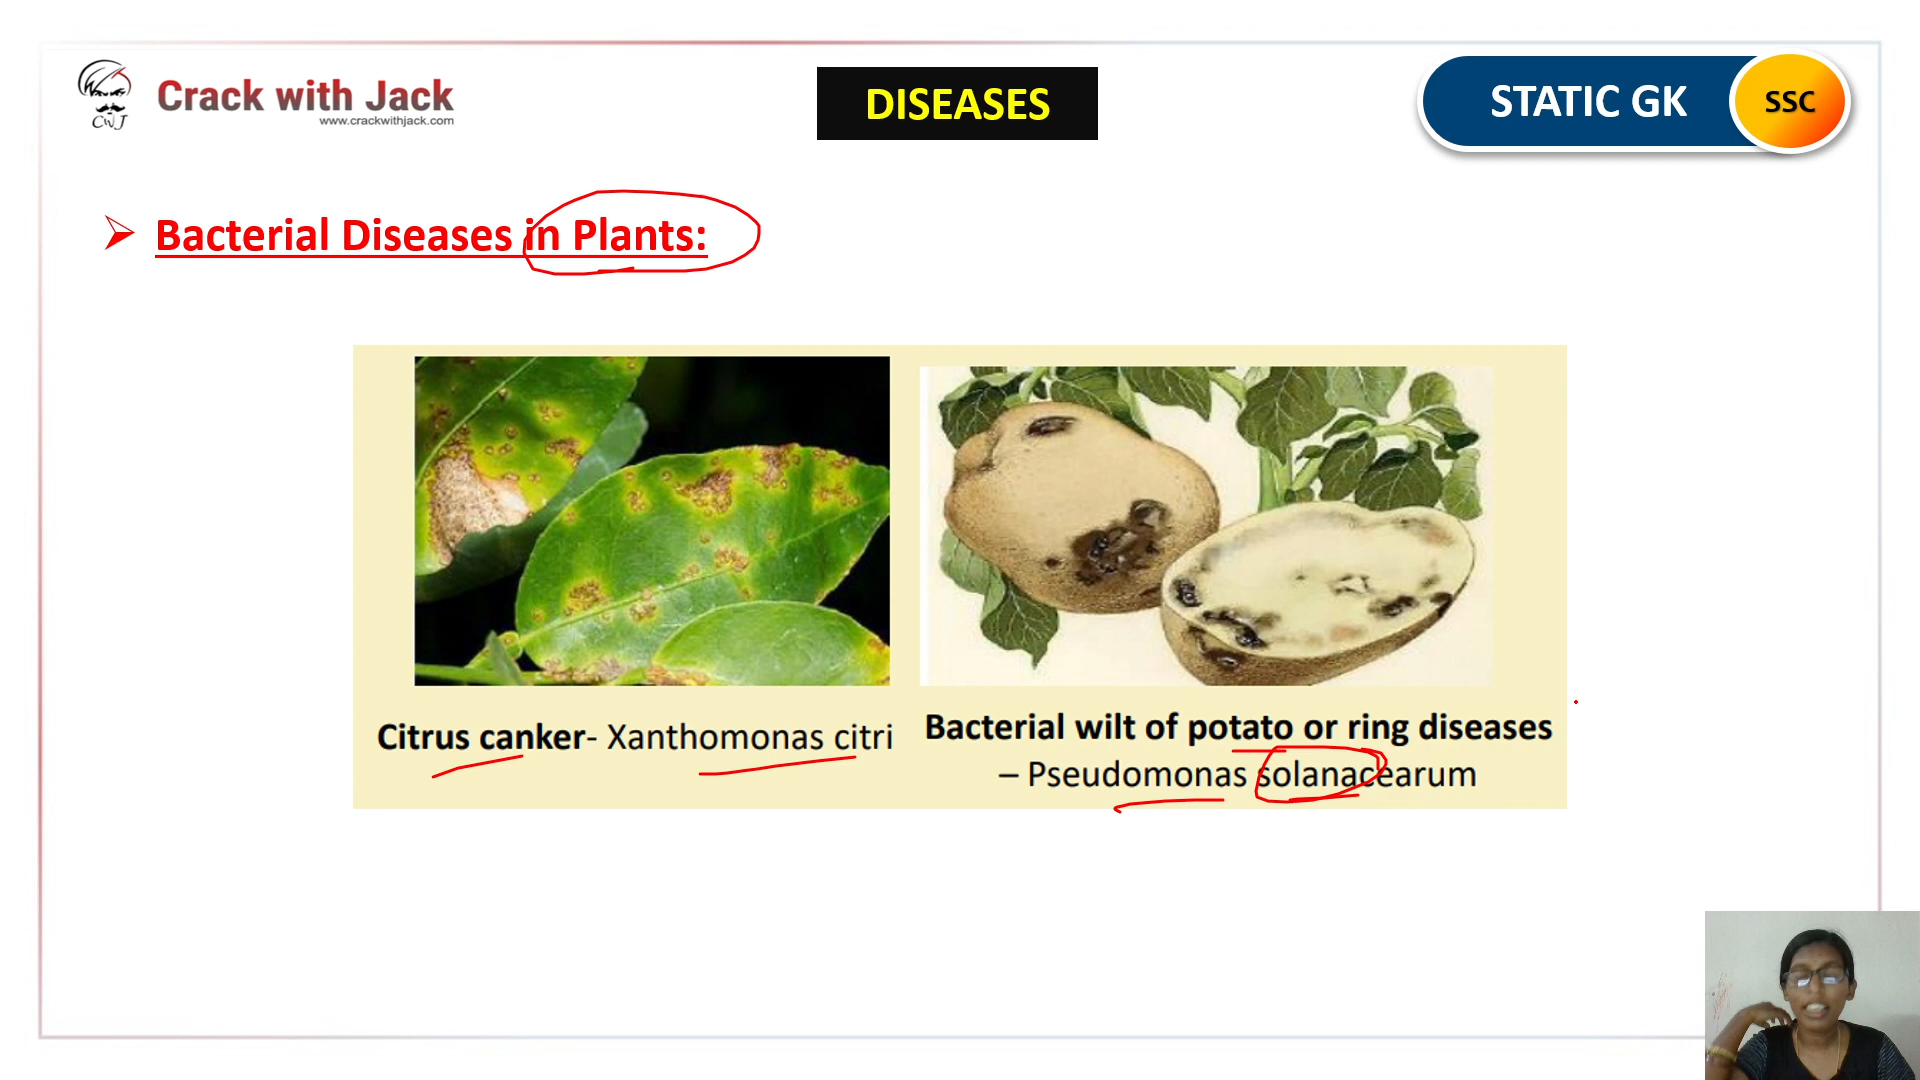 Crack with Jack
www.crackwithjack.com
CWJ
DISEASES
STATIC GK
SSC
Bacterial Diseases in Plants:
Citrus canker- Xanthomonas citri
Bacterial wilt of potato or ring diseases
– Pseudomonas solanacearum